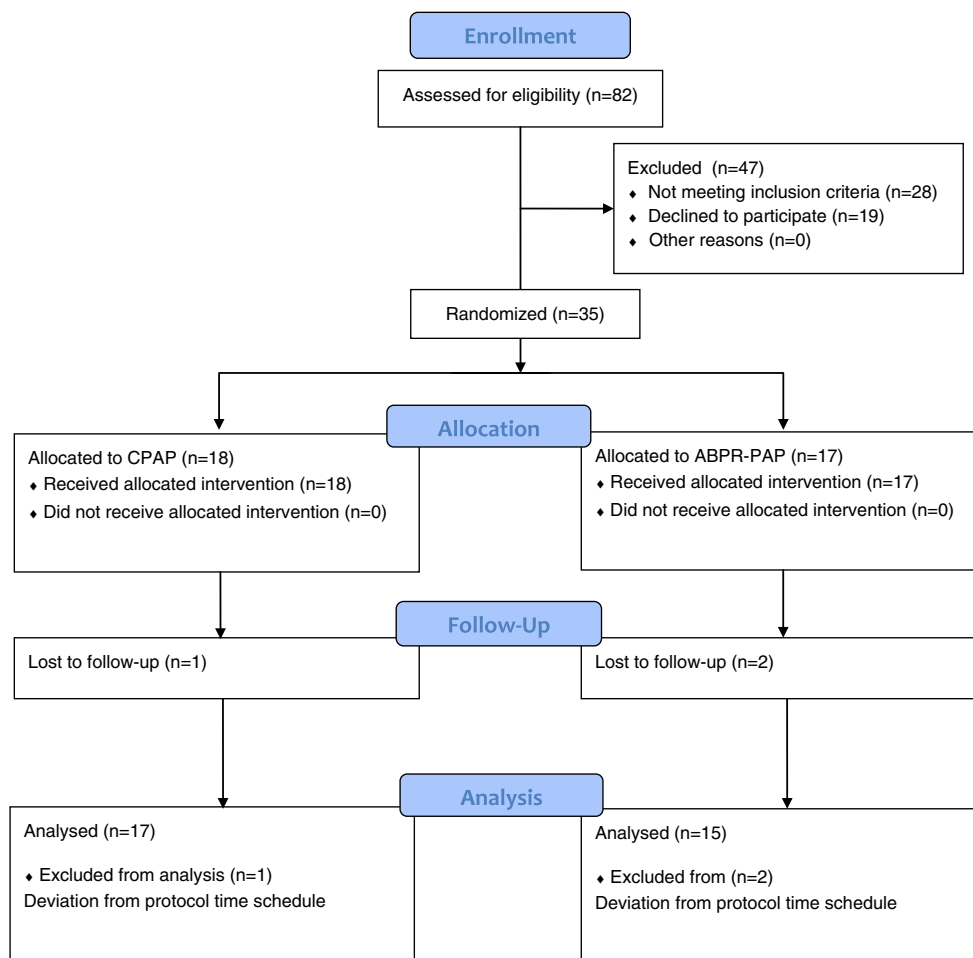 Enrollment
Assessed for eligibility (n=82)
Excluded (n=47)
♦ Not meeting inclusion criteria (n=28)
♦ Declined to participate (n=19)
♦ Other reasons (n=0)
Randomized (n=35)
Allocation
Allocated to CPAP (n=18)
♦ Received allocated intervention (n=18)
♦ Did not receive allocated intervention (n=0)
Allocated to ABPR-PAP (n=17)
♦ Received allocated intervention (n=17)
♦ Did not receive allocated intervention (n=0)
Follow-Up
Lost to follow-up (n=1)
Lost to follow-up (n=2)
Analysis
Analysed (n=17)
♦ Excluded from analysis (n=1)
Deviation from protocol time schedule
Analysed (n=15)
♦ Excluded from (n=2)
Deviation from protocol time schedule